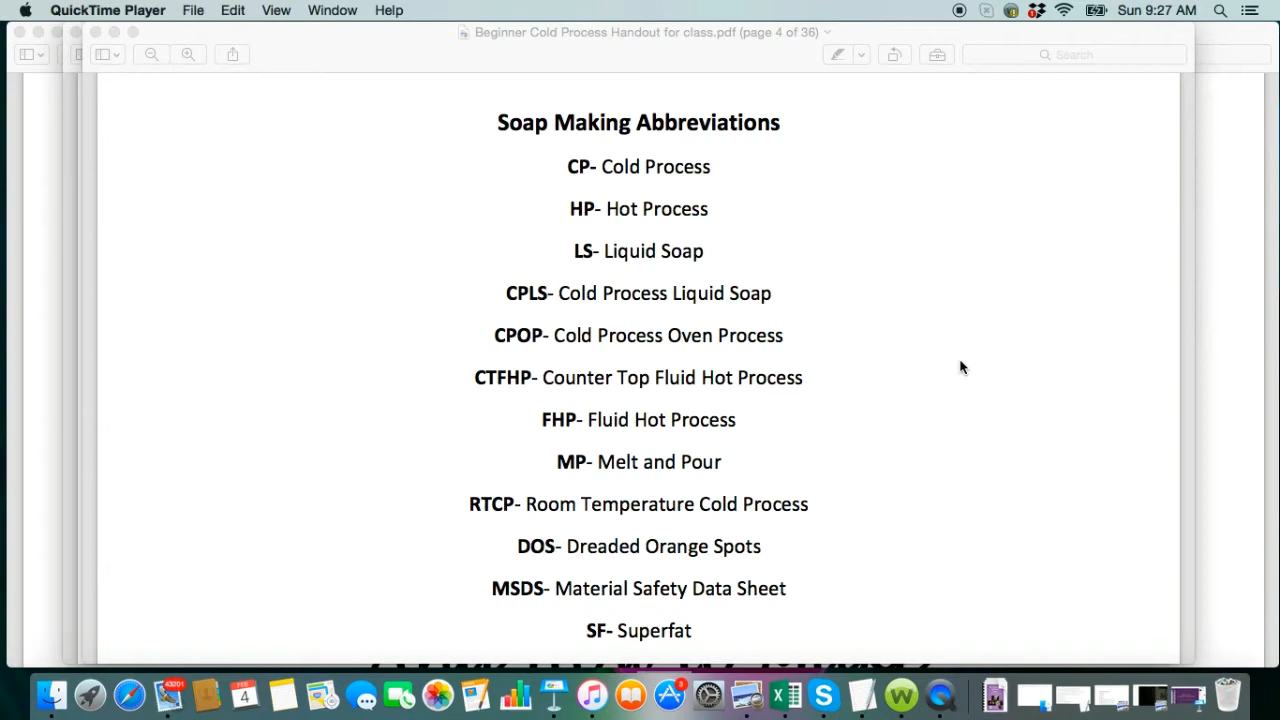 QuickTime Player File Edit View Window Help Sun 9:27 AM
Beginner Cold Process Handout for class.pdf (page 4 of 36)
Search
Soap Making Abbreviations
CP- Cold Process
HP- Hot Process
LS- Liquid Soap
CPLS- Cold Process Liquid Soap
CPOP- Cold Process Oven Process
CTFHP- Counter Top Fluid Hot Process
FHP- Fluid Hot Process
MP- Melt and Pour
RTCP- Room Temperature Cold Process
DOS- Dreaded Orange Spots
MSDS- Material Safety Data Sheet
SF- Superfat
43201
4
3